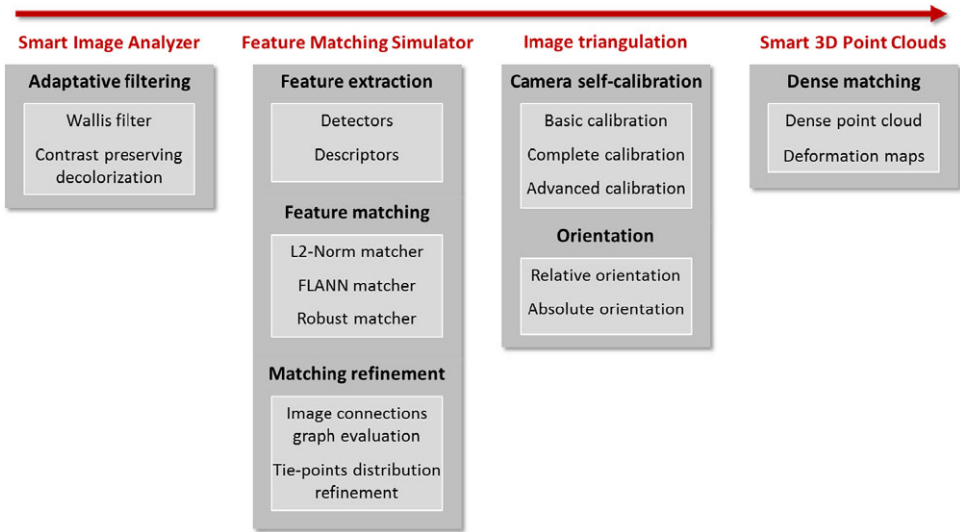 Smart Image Analyzer
Adaptative filtering
Wallis filter
Contrast preserving
decolorization
Feature Matching Simulator
Feature extraction
Detectors
Descriptors
Feature matching
L2-Norm matcher
FLANN matcher
Robust matcher
Matching refinement
Image connections
graph evaluation
Tie-points distribution
refinement
Image triangulation
Camera self-calibration
Basic calibration
Complete calibration
Advanced calibration
Orientation
Relative orientation
Absolute orientation
Smart 3D Point Clouds
Dense matching
Dense point cloud
Deformation maps